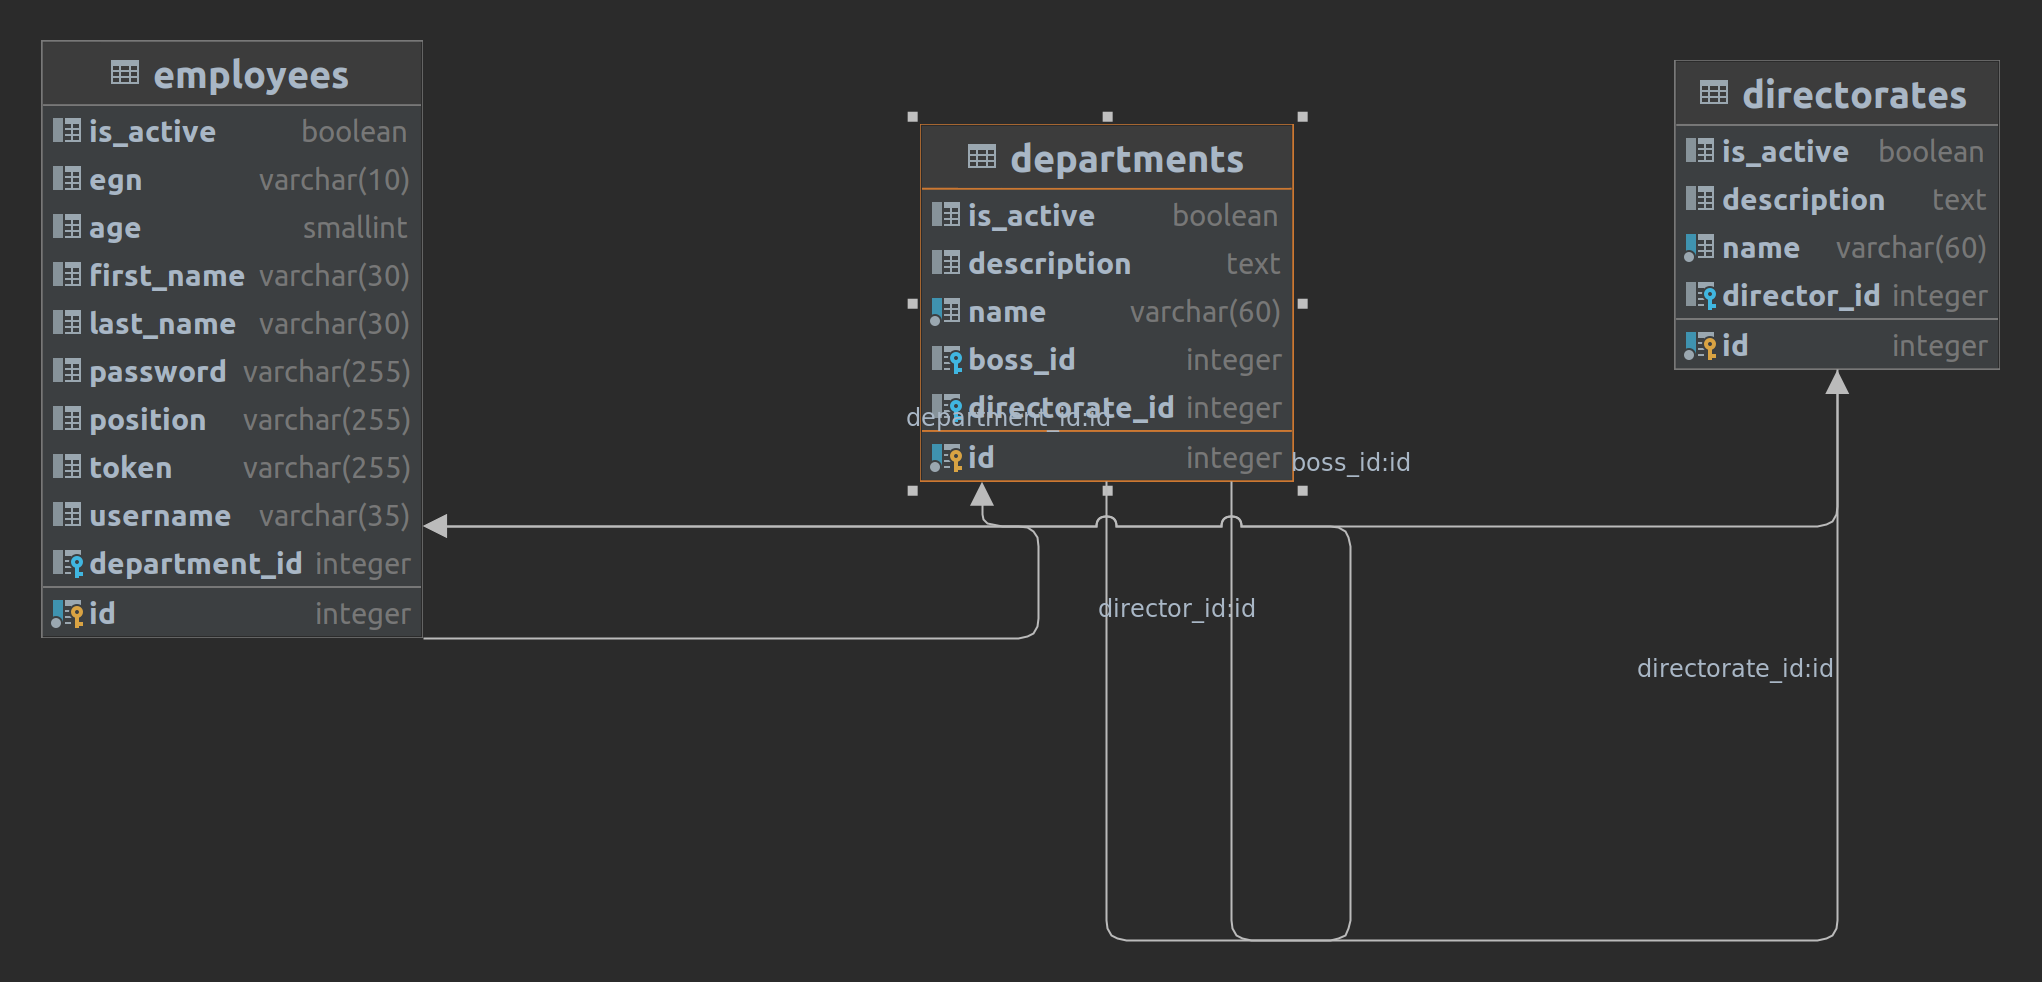 employees
is_active boolean
egn varchar(10)
age smallint
first_name varchar(30)
last_name varchar(30)
password varchar(255)
position varchar(255)
token varchar(255)
username varchar(35)
department_id integer
id integer
departments
is_active boolean
description text
name varchar(60)
boss_id integer
directorate_id integer
department_id:id
id integer
boss_id:id
directorates
is_active boolean
description text
name varchar(60)
director_id integer
id integer
director_id:id
directorate_id:id